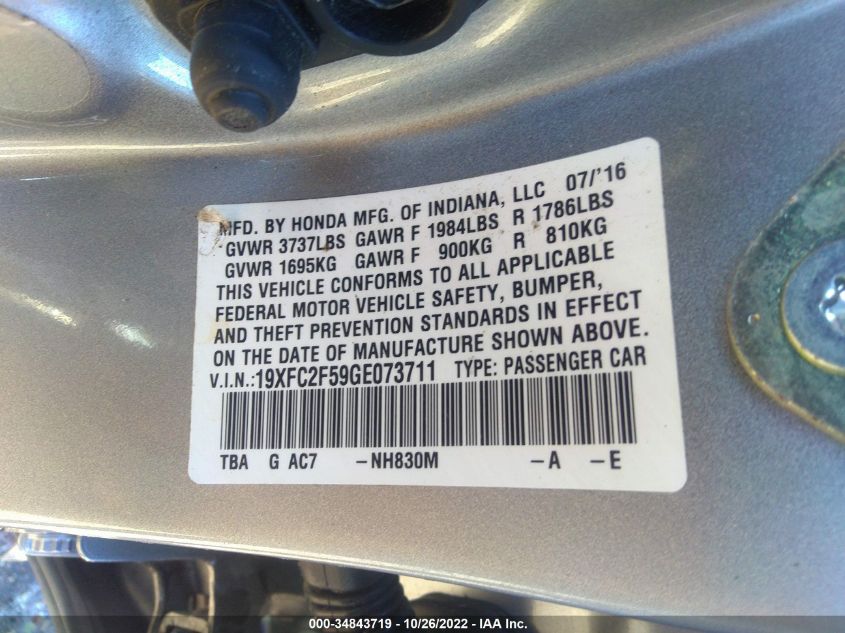 MFD. BY HONDA MFG. OF INDIANA, LLC 07/'16
GVWR 3737LBS GAWR F 1984LBS R 1786LBS
GVWR 1695KG GAWR F 900KG R 810KG
THIS VEHICLE CONFORMS TO ALL APPLICABLE
FEDERAL MOTOR VEHICLE SAFETY, BUMPER,
AND THEFT PREVENTION STANDARDS IN EFFECT
ON THE DATE OF MANUFACTURE SHOWN ABOVE.
V.I.N.:19XFC2F59GE073711 TYPE: PASSENGER CAR
TBA G AC7 –NH830M –A –E
000-34843719 - 10/26/2022 - IAA Inc.